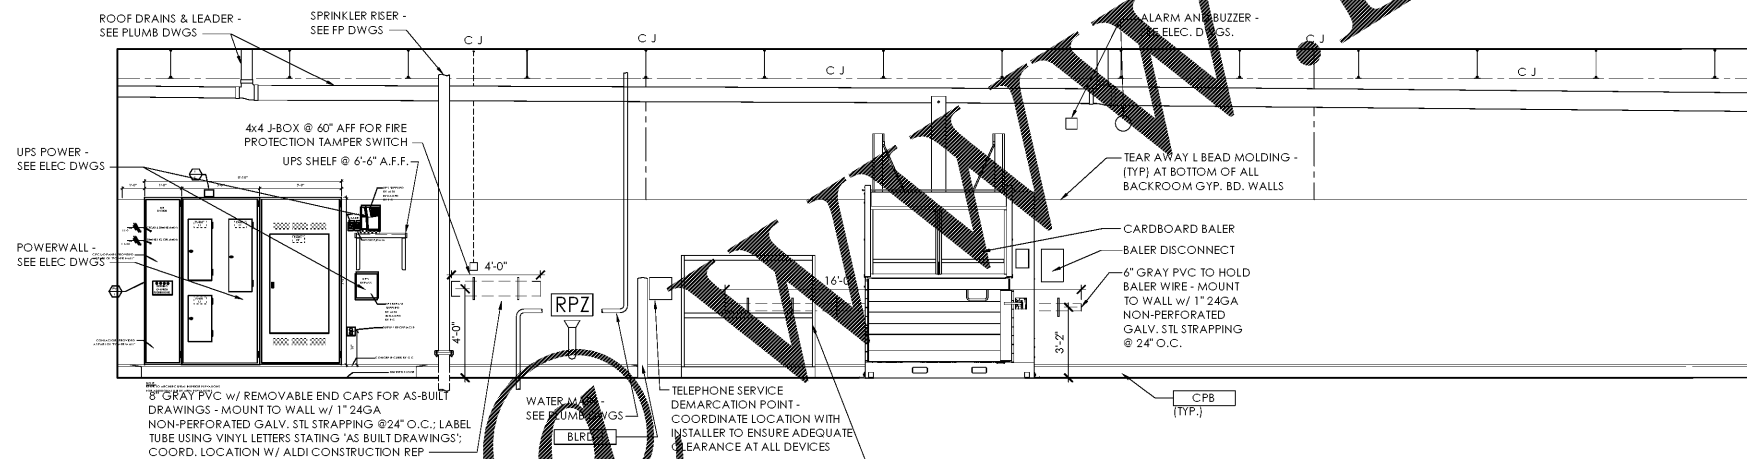 ROOF DRAINS & LEADER -
SEE PLUMB DWGS
SPRINKLER RISER -
SEE FP DWGS
C J
C J
C J
C J
C J
ALARM AND BUZZER -
SEE ELEC. DWGS.
4x4 J-BOX @ 60" AFF FOR FIRE
PROTECTION TAMPER SWITCH
UPS SHELF @ 6'-6" A.F.F.
UPS POWER -
SEE ELEC DWGS
POWERWALL -
SEE ELEC DWGS
TEAR AWAY L BEAD MOLDING -
(TYP) AT BOTTOM OF ALL
BACKROOM GYP. BD. WALLS
CARDBOARD BALER
BALER DISCONNECT
6" GRAY PVC TO HOLD
BALER WIRE - MOUNT
TO WALL w/ 1" 24GA
NON-PERFORATED
GALV. STL STRAPPING
@ 24" O.C.
4'-0"
4'-0"
16'-0
3'-2"
RPZ
8" GRAY PVC w/ REMOVABLE END CAPS FOR AS-BUILT
DRAWINGS - MOUNT TO WALL w/ 1" 24GA
NON-PERFORATED GALV. STL STRAPPING @24" O.C.; LABEL
TUBE USING VINYL LETTERS STATING 'AS BUILT DRAWINGS';
COORD. LOCATION W/ ALDI CONSTRUCTION REP
WATER MAIN -
SEE PLUMB DWGS
BLRD
TELEPHONE SERVICE
DEMARCATION POINT -
COORDINATE LOCATION WITH
INSTALLER TO ENSURE ADEQUATE
CLEARANCE AT ALL DEVICES
CPB
(TYP.)
@
WWW.